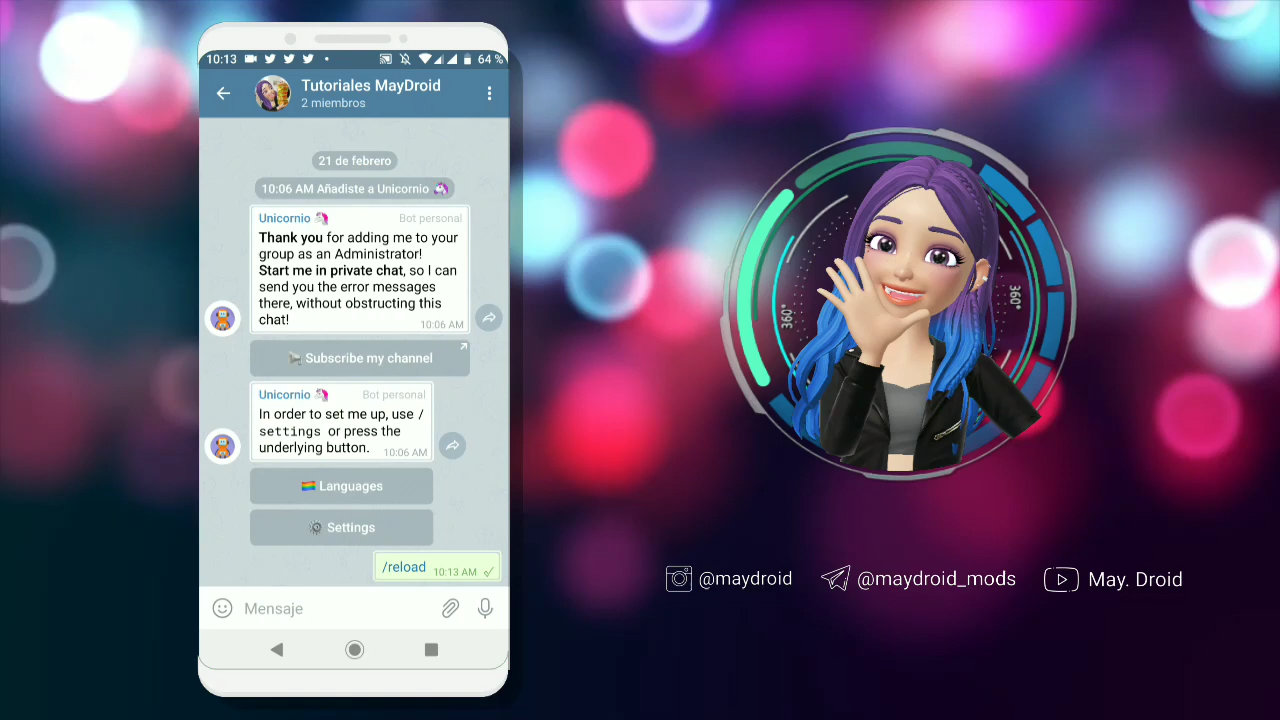 10:13
64 %
Tutoriales MayDroid
2 miembros
21 de febrero
10:06 AM Añadiste a Unicornio 🦄
Unicornio 🦄 Bot personal
Thank you for adding me to your
group as an Administrator!
Start me in private chat, so I can
send you the error messages
there, without obstructing this
chat!
10:06 AM
Subscribe my channel
Unicornio 🦄 Bot personal
In order to set me up, use /
settings or press the
underlying button.
10:06 AM
🏳️‍🌈 Languages
Settings
/reload 10:13 AM
Mensaje
360°
360°
@maydroid
@maydroid_mods
May. Droid